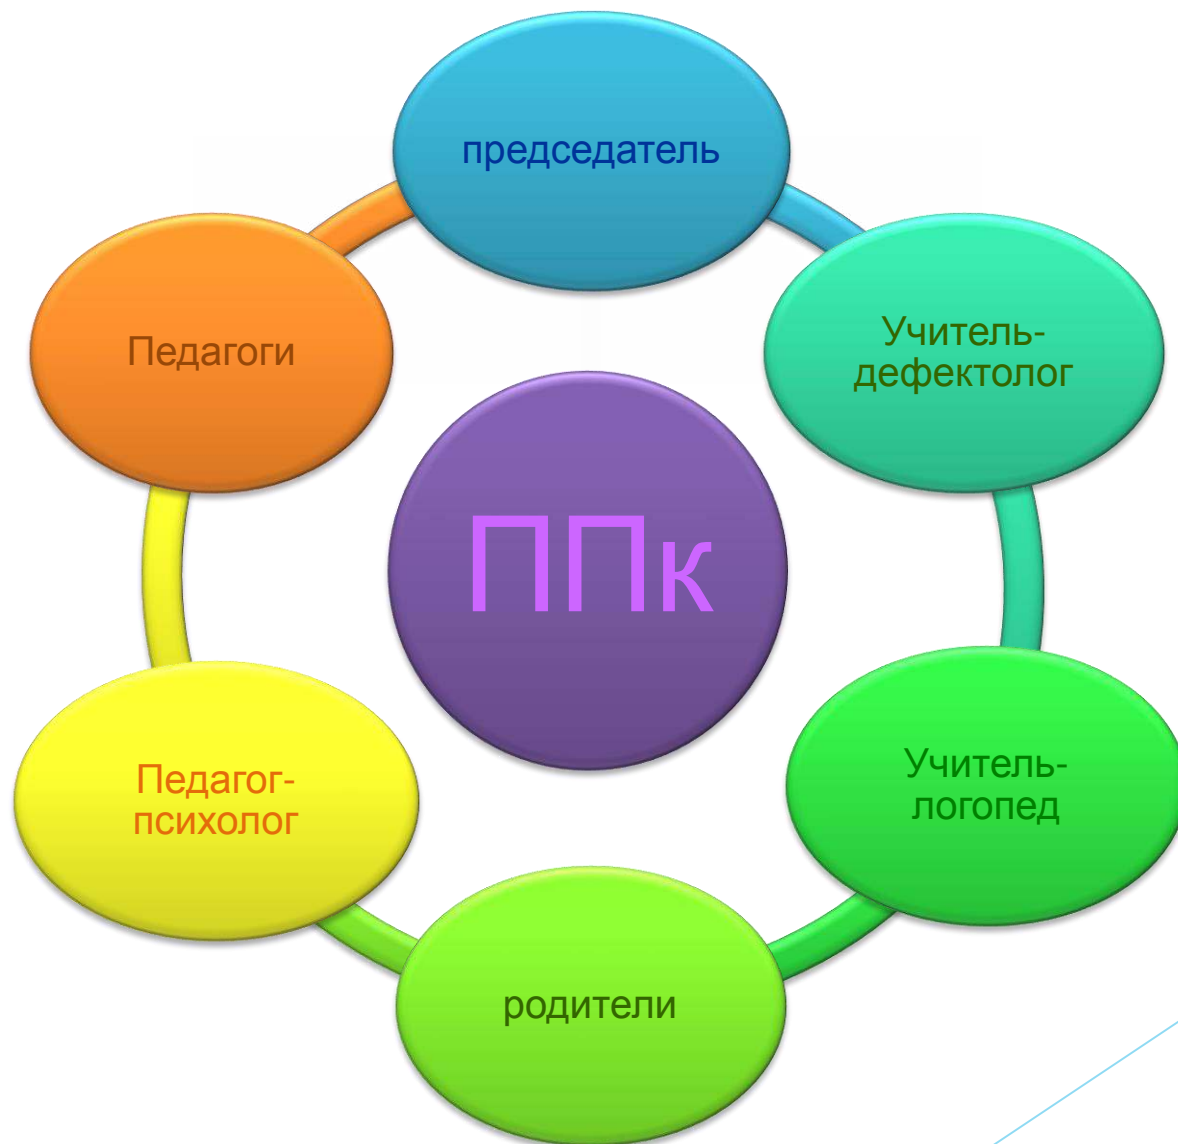 председатель
Педагоги
Учитель-
дефектолог
ППк
Педагог-
психолог
Учитель-
логопед
родители